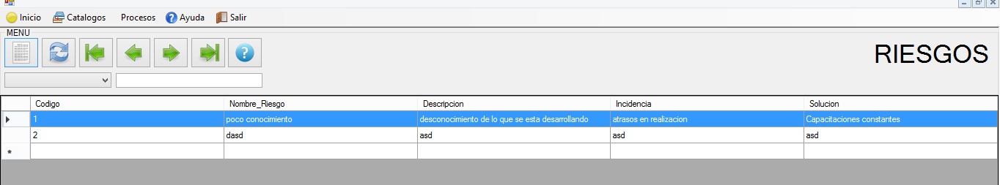 Inicio Catalogos Procesos Ayuda Salir
MENU
RIESGOS
Codigo Nombre_Riesgo Descripcion Incidencia Solucion
1 poco conocimiento desconocimiento de lo que se esta desarrollando atrasos en realizacion Capacitaciones constantes
2 dasd asd asd asd